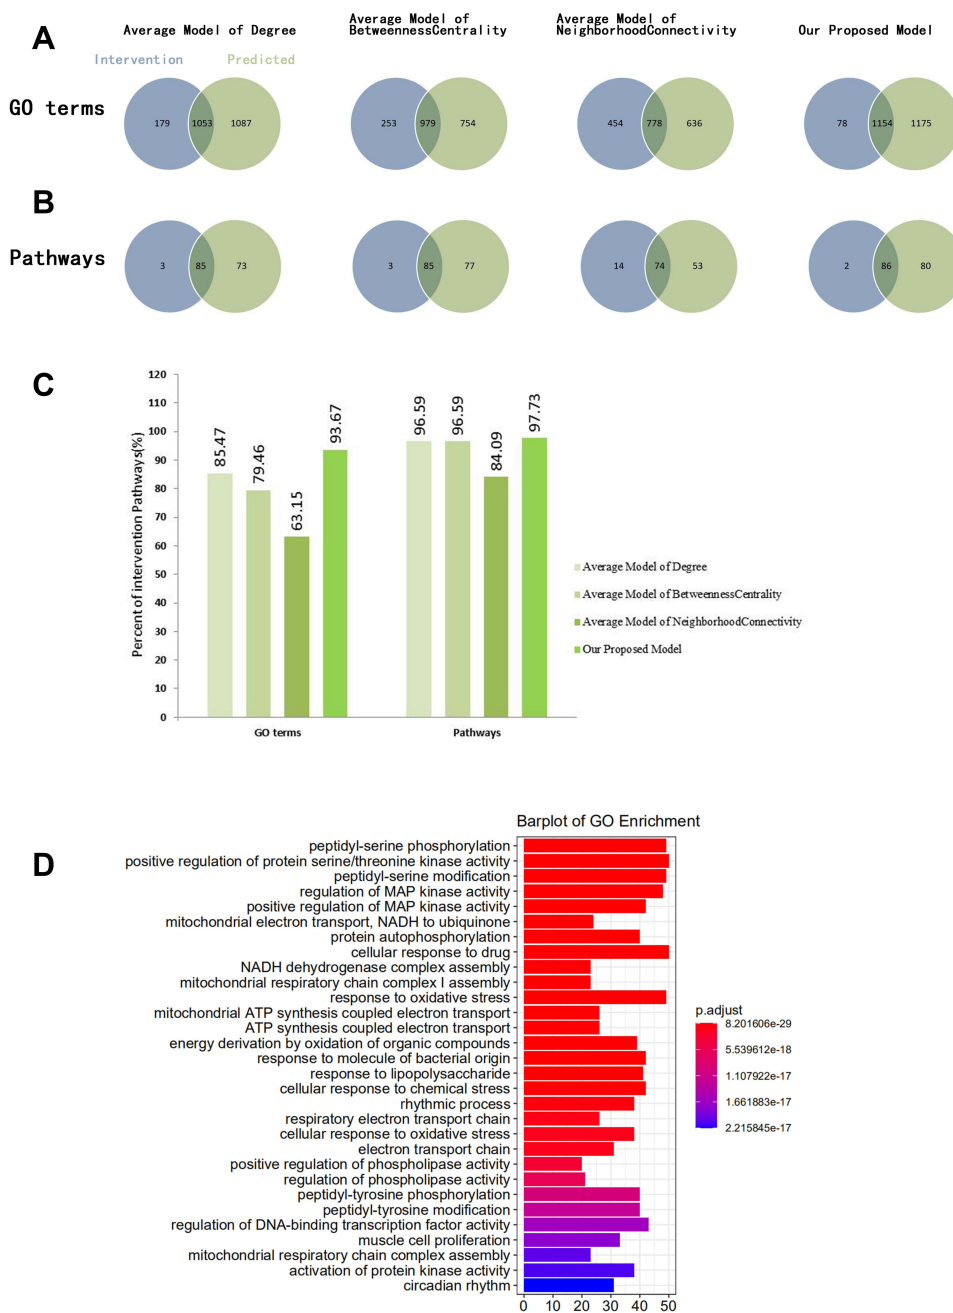 A
Average Model of Degree
Average Model of
BetweennessCentrality
Average Model of
NeighborhoodConnectivity
Our Proposed Model
Intervention
Predicted
GO terms
179 1053 1087
253 979 754
454 778 636
78 1154 1175
B
Pathways
3 85 73
3 85 77
14 74 53
2 86 80
C
Percent of intervention Pathways(%)
120
110
100
90
80
70
60
50
40
30
20
10
0
85.47
79.46
63.15
93.67
96.59
96.59
84.09
97.73
GO terms
Pathways
Average Model of Degree
Average Model of BetweennessCentrality
Average Model of NeighborhoodConnectivity
Our Proposed Model
D
Barplot of GO Enrichment
peptidyl-serine phosphorylation
positive regulation of protein serine/threonine kinase activity
peptidyl-serine modification
regulation of MAP kinase activity
positive regulation of MAP kinase activity
mitochondrial electron transport, NADH to ubiquinone
protein autophosphorylation
cellular response to drug
NADH dehydrogenase complex assembly
mitochondrial respiratory chain complex I assembly
response to oxidative stress
mitochondrial ATP synthesis coupled electron transport
ATP synthesis coupled electron transport
energy derivation by oxidation of organic compounds
response to molecule of bacterial origin
response to lipopolysaccharide
cellular response to chemical stress
rhythmic process
respiratory electron transport chain
cellular response to oxidative stress
electron transport chain
positive regulation of phospholipase activity
regulation of phospholipase activity
peptidyl-tyrosine phosphorylation
peptidyl-tyrosine modification
regulation of DNA-binding transcription factor activity
muscle cell proliferation
mitochondrial respiratory chain complex assembly
activation of protein kinase activity
circadian rhythm
0 10 20 30 40 50
p.adjust
8.201606e-29
5.539612e-18
1.107922e-17
1.661883e-17
2.215845e-17